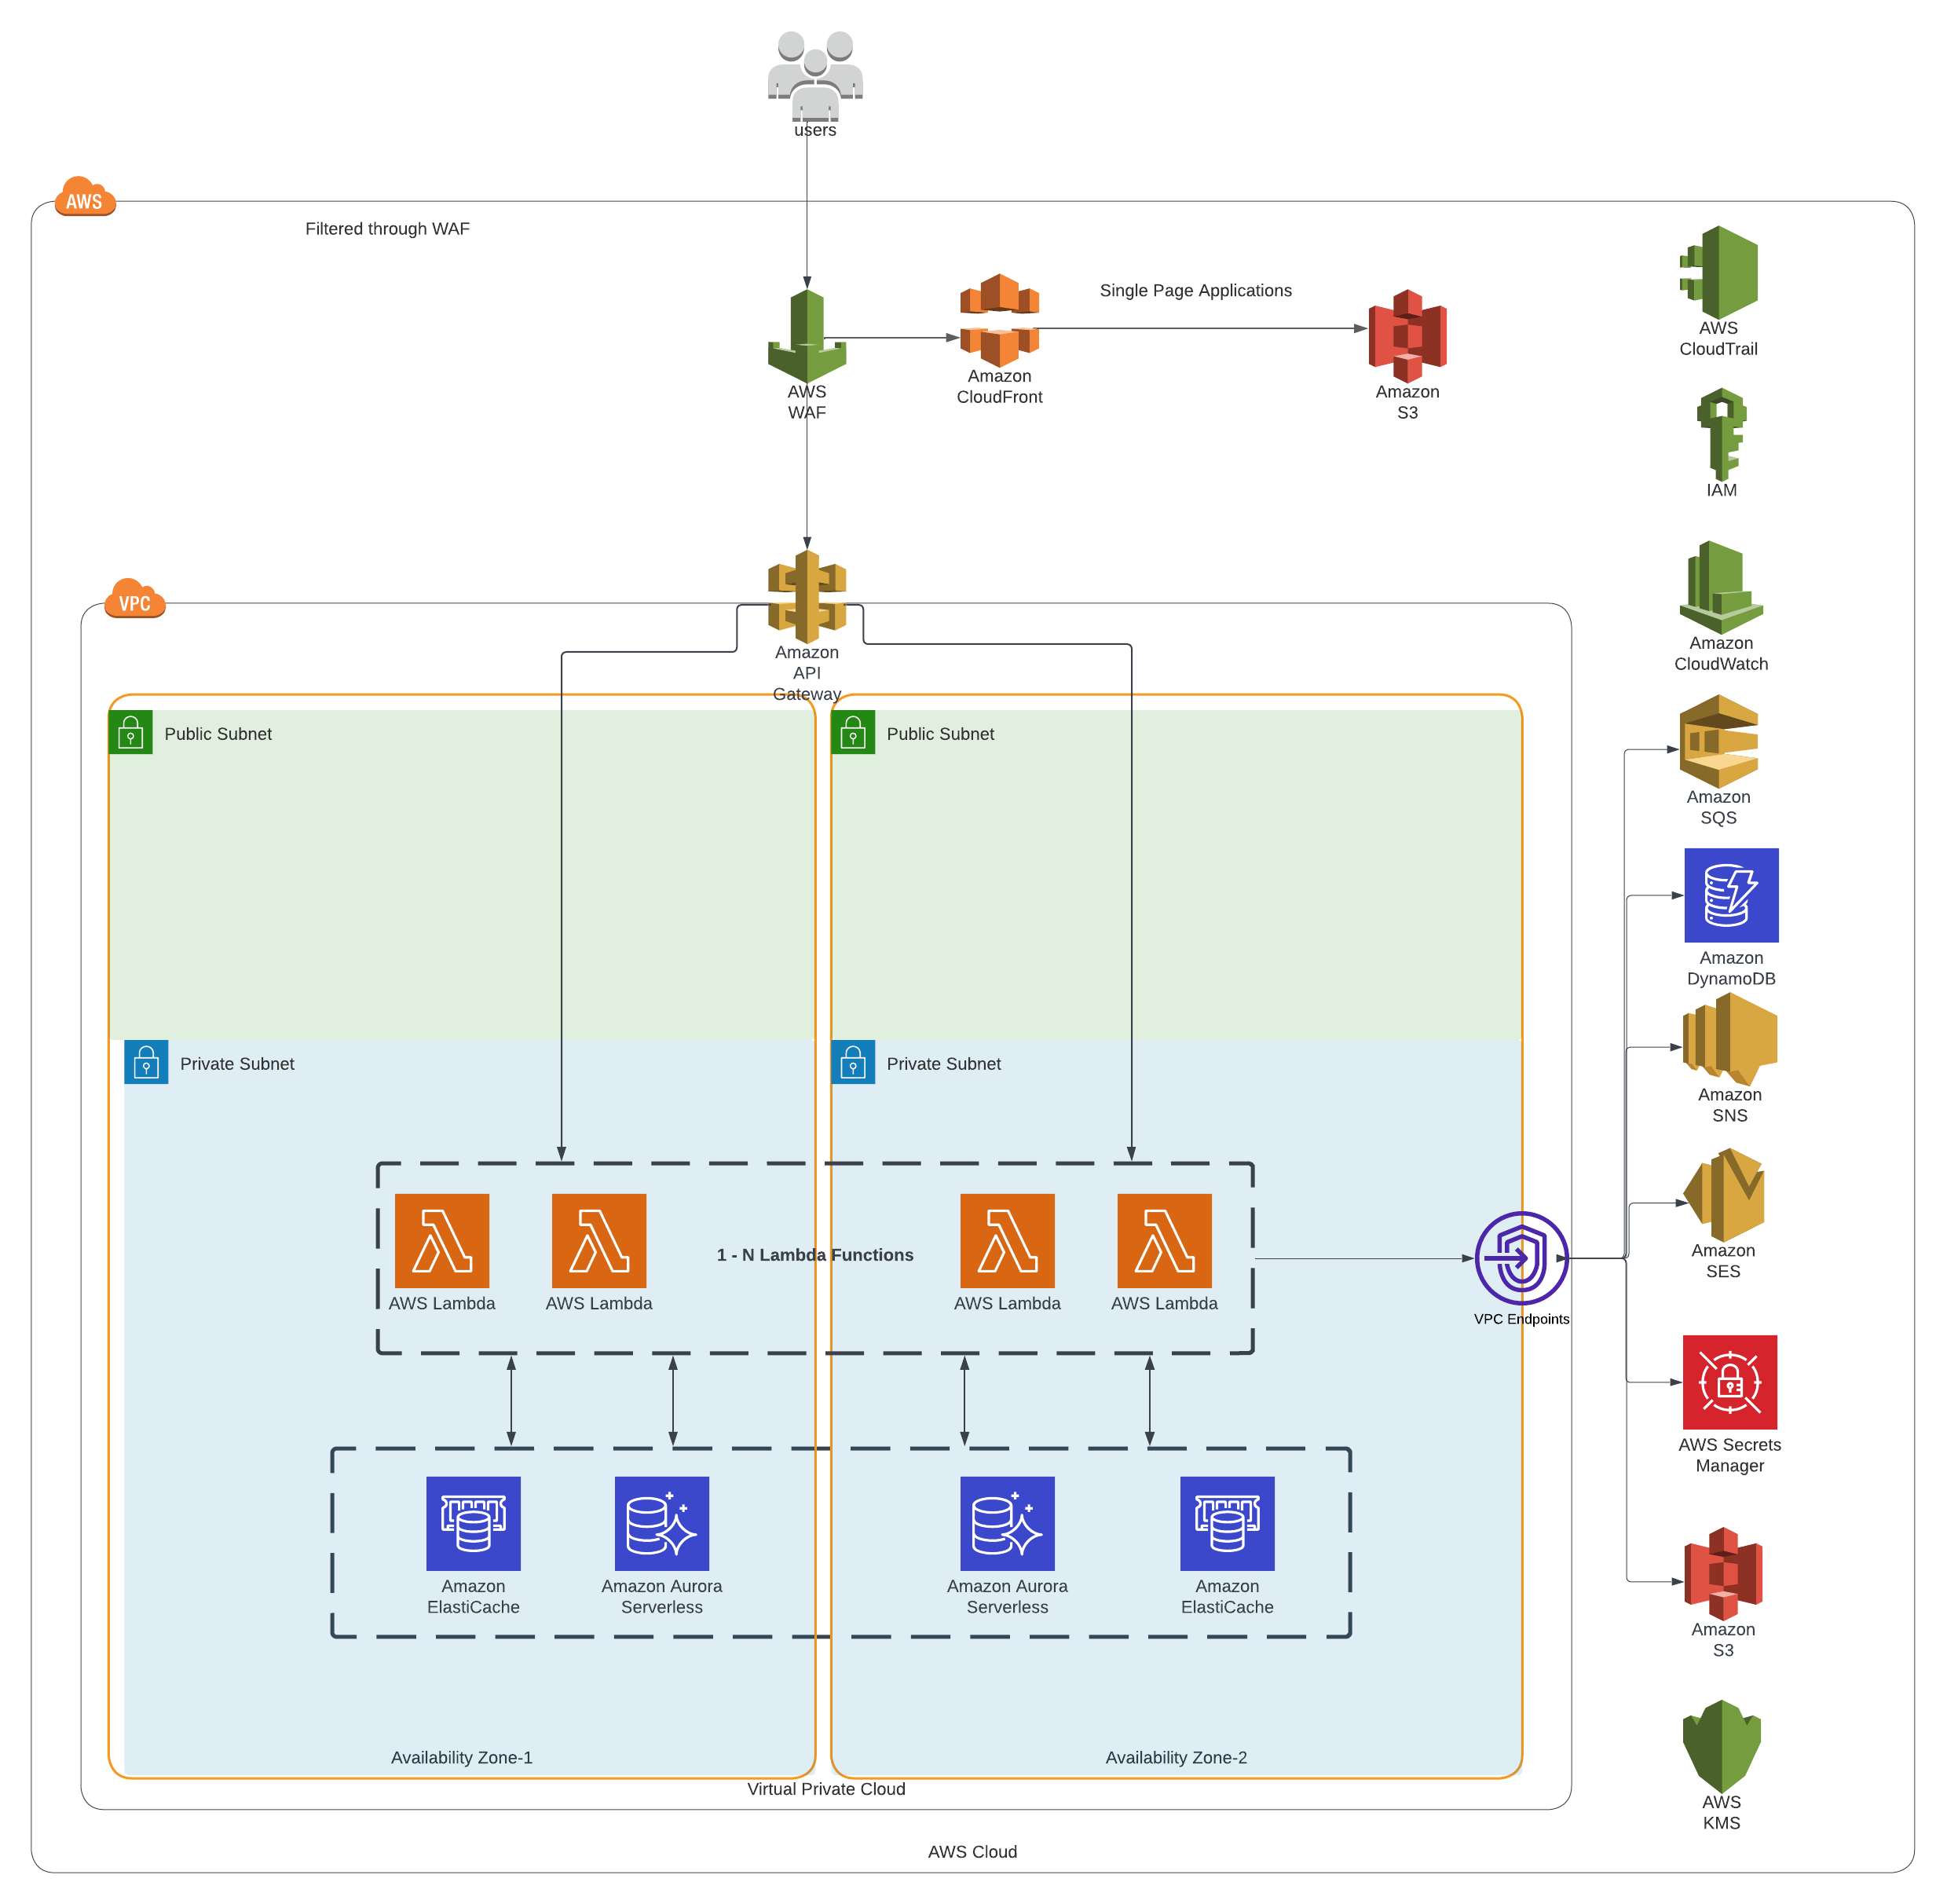 users
AWS
Filtered through WAF
Single Page Applications
AWS
CloudTrail
Amazon
CloudFront
AWS
WAF
Amazon
S3
IAM
VPC
Amazon
API
Gateway
Amazon
CloudWatch
Public Subnet
Public Subnet
Amazon
SQS
Amazon
DynamoDB
Private Subnet
Private Subnet
Amazon
SNS
1 - N Lambda Functions
AWS Lambda
AWS Lambda
AWS Lambda
AWS Lambda
VPC Endpoints
Amazon
SES
AWS Secrets
Manager
Amazon
ElastiCache
Amazon Aurora
Serverless
Amazon Aurora
Serverless
Amazon
ElastiCache
Amazon
S3
Availability Zone-1
Availability Zone-2
Virtual Private Cloud
AWS
KMS
AWS Cloud